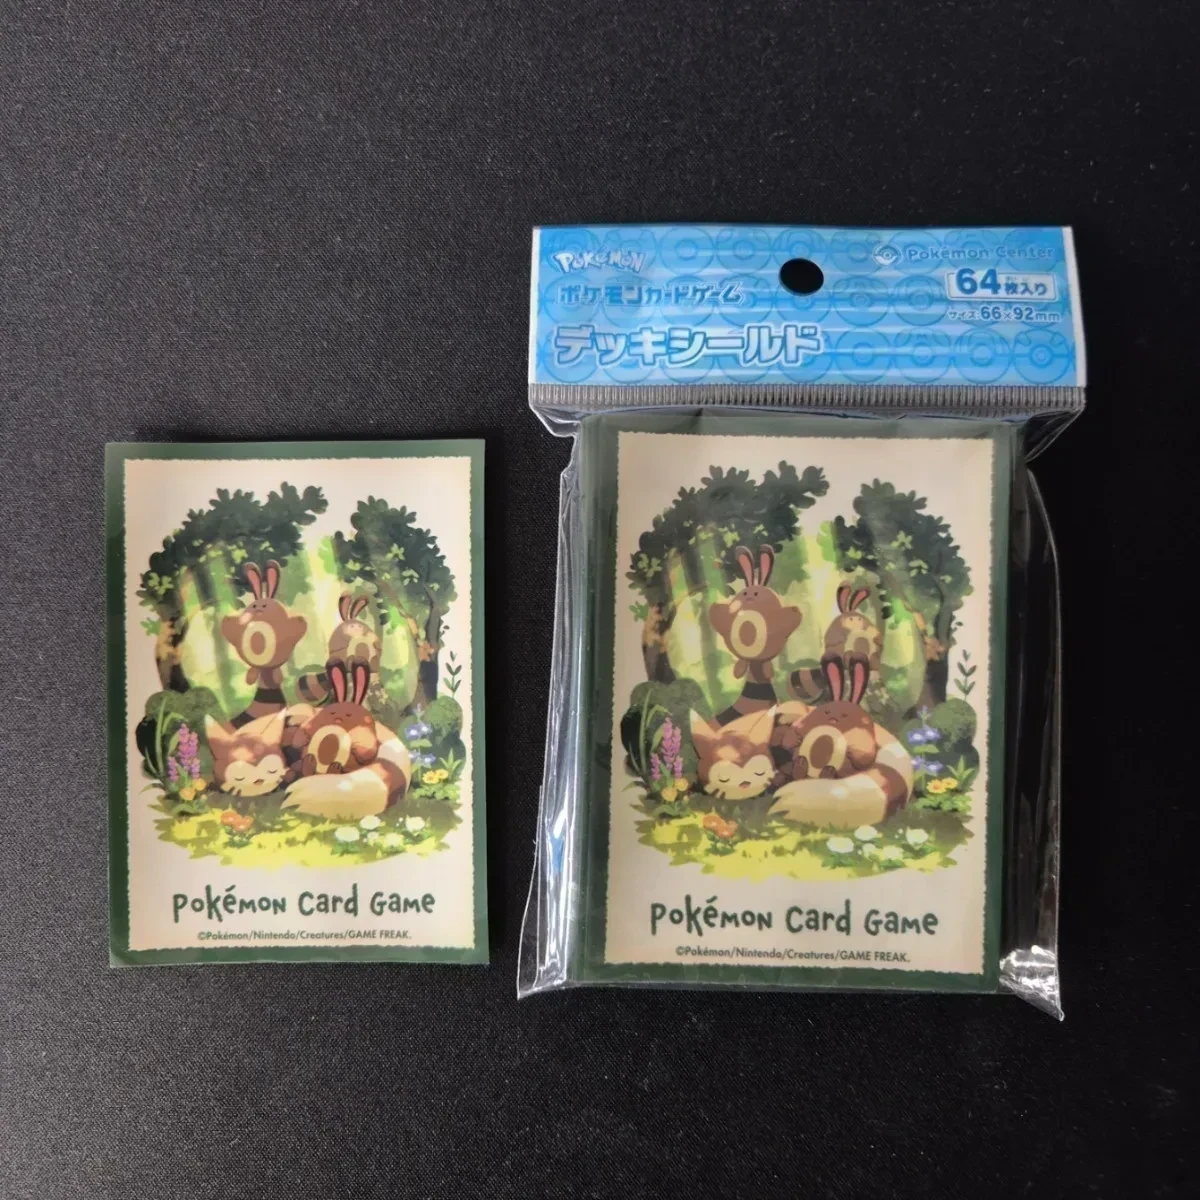 POKÉMON
Pokémon Center
ポケモンカードゲーム
64枚入り
デッキシールド
サイズ:66×92mm
Pokémon Card Game
©Pokémon/Nintendo/Creatures/GAME FREAK.
Pokémon Card Game
©Pokémon/Nintendo/Creatures/GAME FREAK.